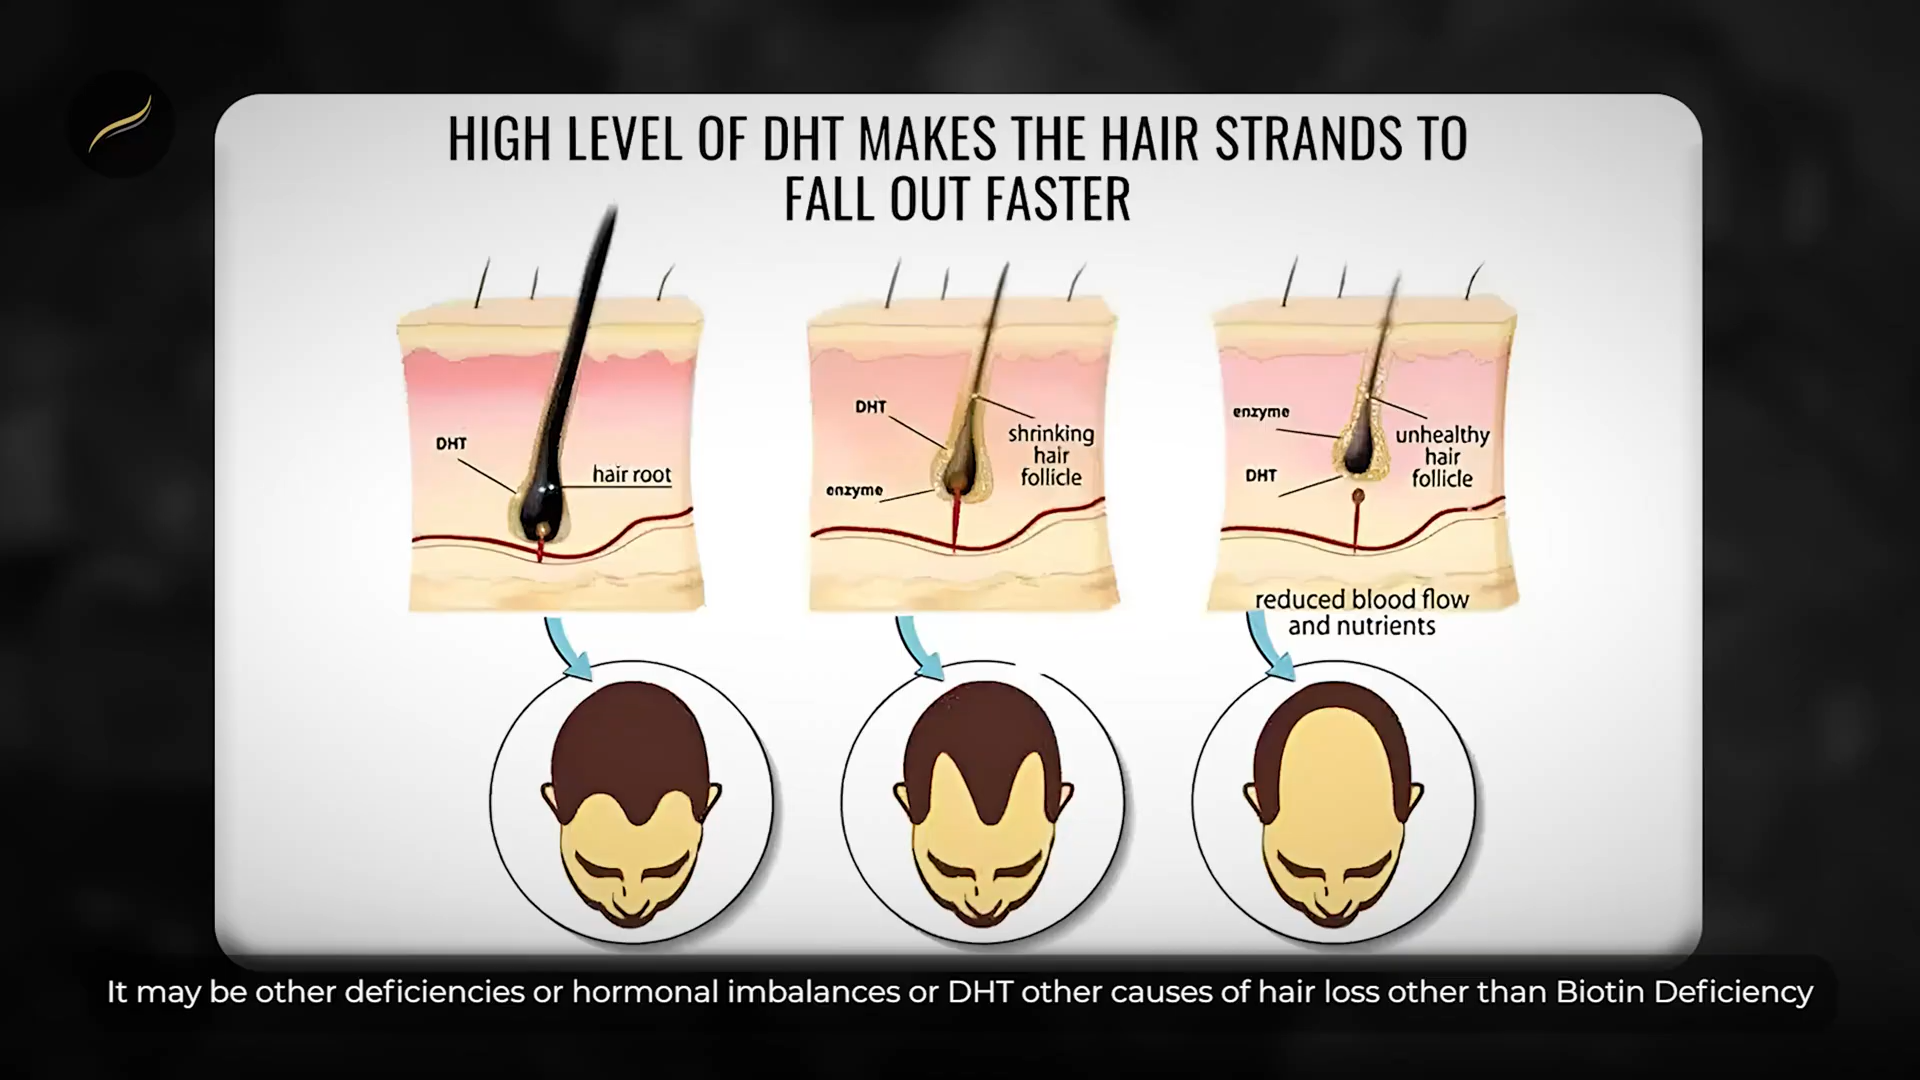 HIGH LEVEL OF DHT MAKES THE HAIR STRANDS TO
FALL OUT FASTER
DHT
hair root
DHT
shrinking
hair
follicle
enzyme
enzyme
unhealthy
hair
follicle
DHT
reduced blood flow
and nutrients
It may be other deficiencies or hormonal imbalances or DHT other causes of hair loss other than Biotin Deficiency